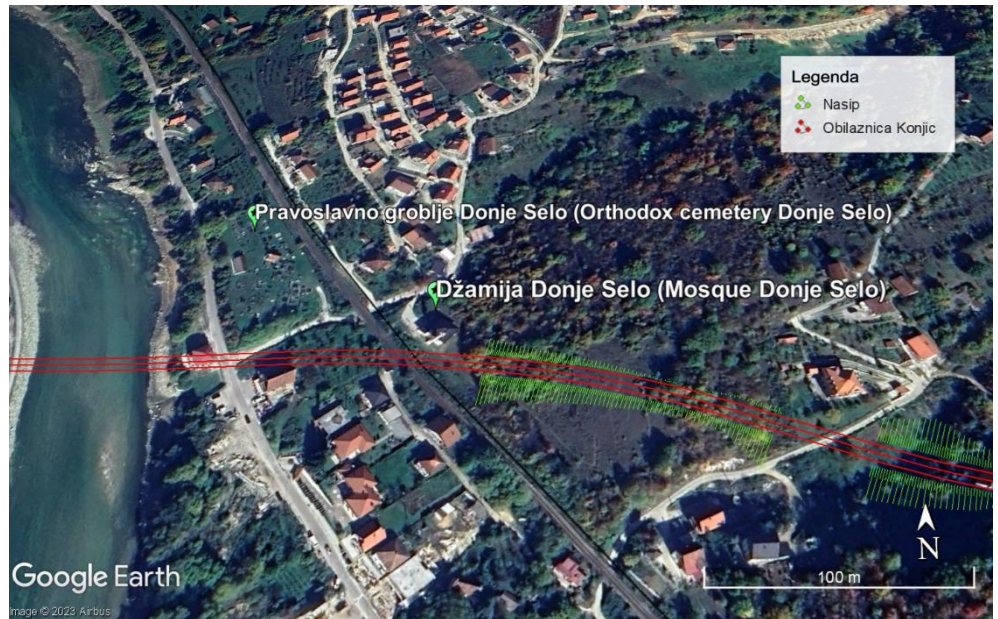 Legenda
Nasip
Obilaznica Konjic
Pravoslavno groblje Donje Selo (Orthodox cemetery Donje Selo)
Džamija Donje Selo (Mosque Donje Selo)
N
100 m
Google Earth
Image © 2023 Airbus